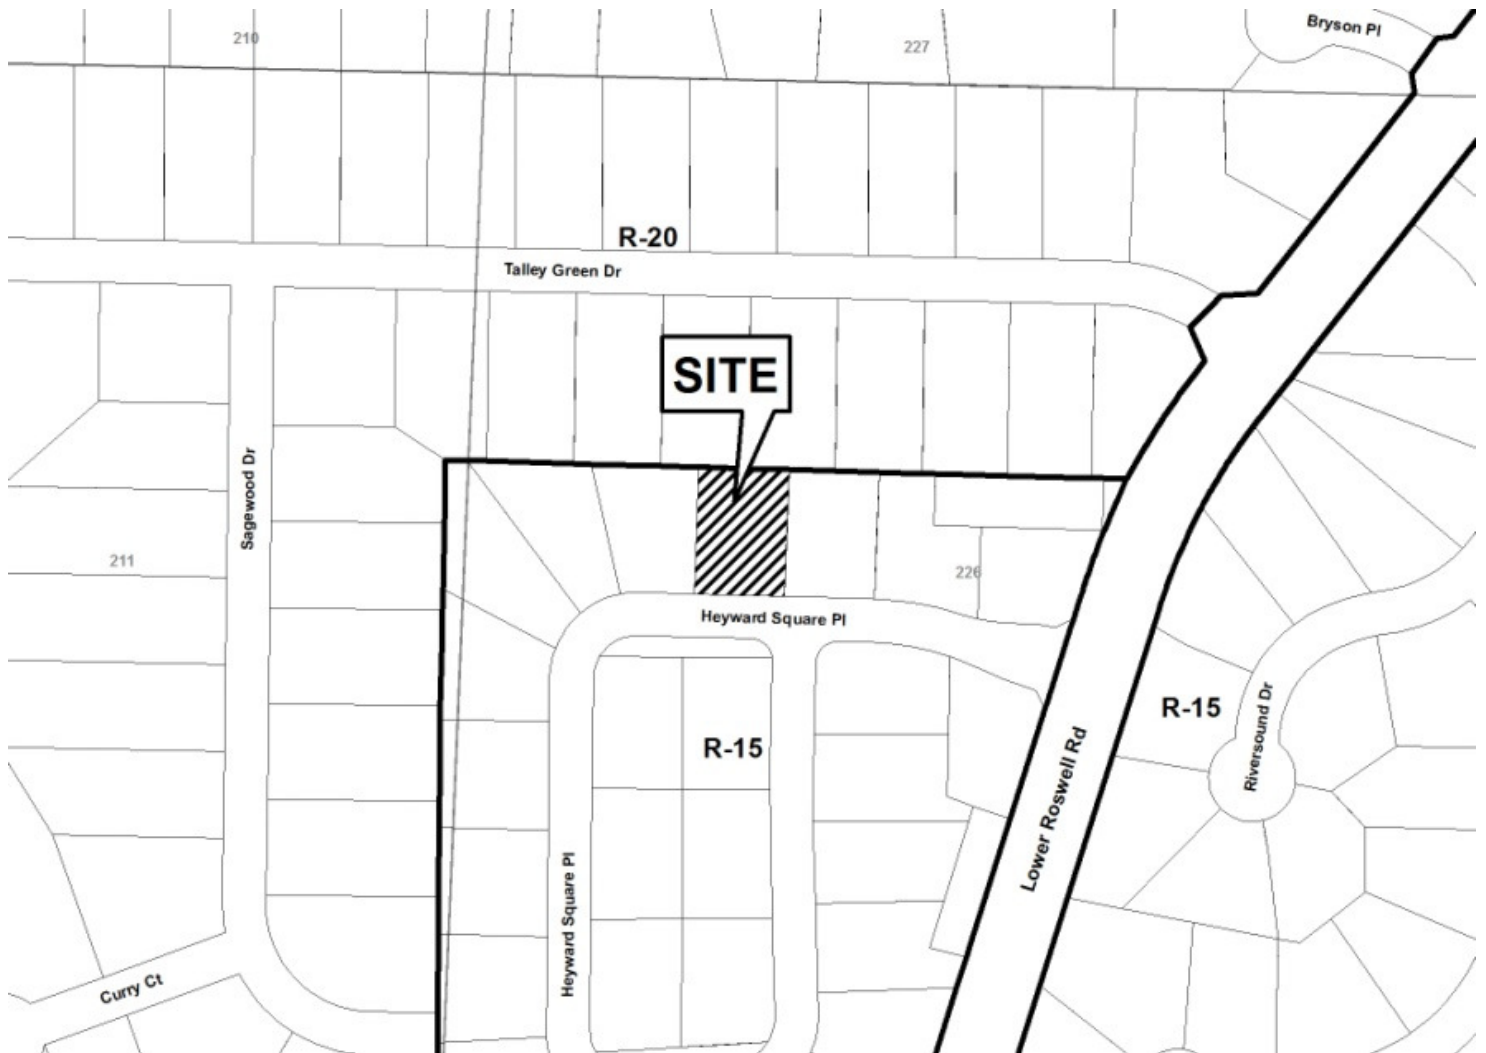 Bryson Pl
210
227
R-20
Talley Green Dr
SITE
Sagewood Dr
211
226
Heyward Square Pl
R-15
R-15
Riversound Dr
Lower Roswell Rd
Heyward Square Pl
Curry Ct